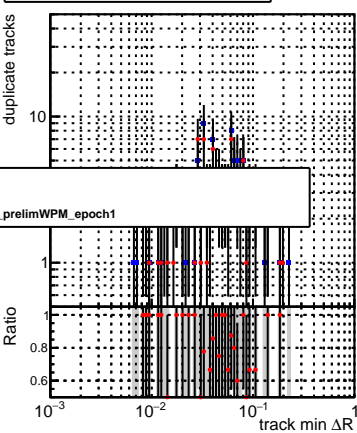 duplicate tracks
10
_prelimWPM_epoch1
1
Ratio
1
0.8
0.6
10⁻³ 10⁻² 10⁻¹ 1
track min ΔR